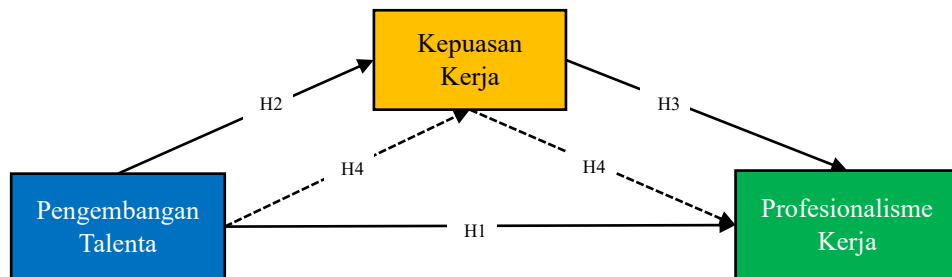 Kepuasan
Kerja
H2
H3
H4
H4
Pengembangan
Talenta
H1
Profesionalisme
Kerja